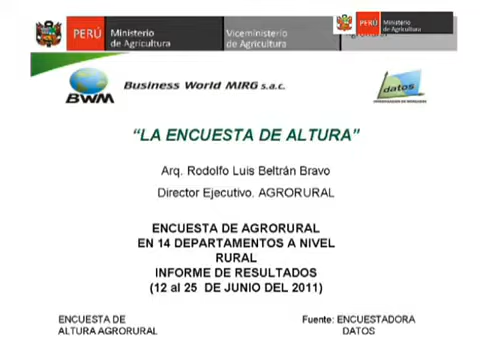 PERÚ
Ministerio
de Agricultura
Viceministerio
de Agricultura
PERÚ
Ministerio
de Agricultura
BWM
Business World MIRG s.a.c.
datos
“LA ENCUESTA DE ALTURA”
Arq. Rodolfo Luis Beltrán Bravo
Director Ejecutivo. AGRORURAL
ENCUESTA DE AGRORURAL
EN 14 DEPARTAMENTOS A NIVEL
RURAL
INFORME DE RESULTADOS
(12 al 25 DE JUNIO DEL 2011)
ENCUESTA DE
ALTURA AGRORURAL
Fuente: ENCUESTADORA
DATOS